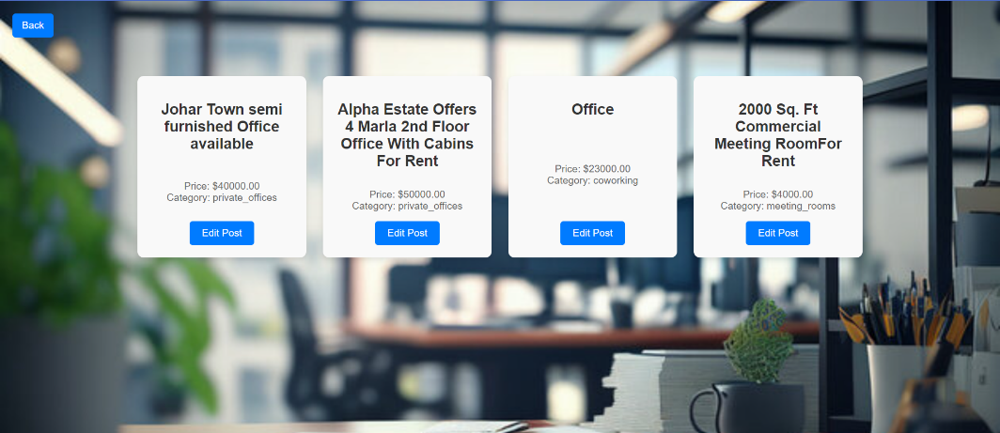 Back
Johar Town semi
furnished Office
available
Price: $40000.00
Category: private_offices
Edit Post
Alpha Estate Offers
4 Marla 2nd Floor
Office With Cabins
For Rent
Price: $50000.00
Category: private_offices
Edit Post
Office
Price: $23000.00
Category: coworking
Edit Post
2000 Sq. Ft
Commercial
Meeting RoomFor
Rent
Price: $4000.00
Category: meeting_rooms
Edit Post